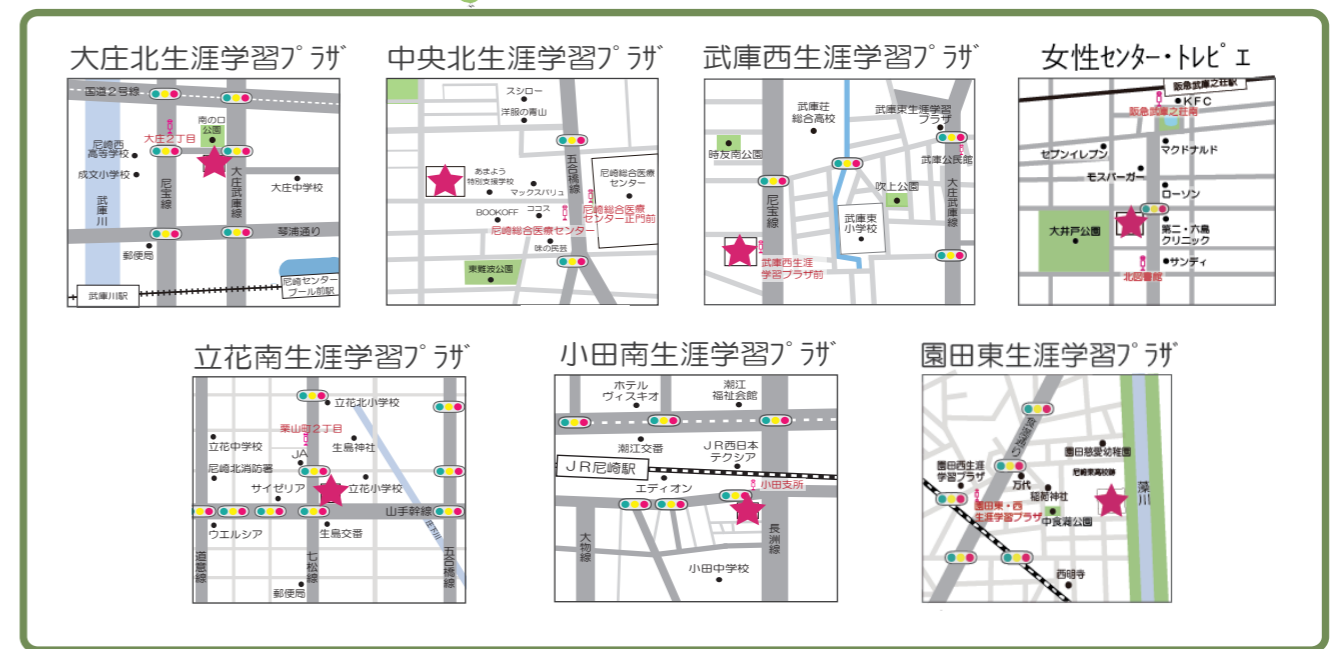 大庄北生涯学習プラザ
国道2号線
南の口
公園
大庄2丁目
尼崎西
高等学校
成文小学校
大庄中学校
武庫川
尼宝線
大庄武庫線
琴浦通り
郵便局
尼崎センター
プール前駅
武庫川駅
中央北生涯学習プラザ
スシロー
洋服の青山
五合橋線
あまよう
特別支援学校
マックスバリュ
尼崎総合医療
センター
BOOKOFF
ココス
尼崎総合医療
センター正門前
尼崎総合医療センター
味の民芸
東難波公園
武庫西生涯学習プラザ
武庫荘
総合高校
武庫東生涯学習
プラザ
時友南公園
武庫公民館
吹上公園
尼宝線
大庄武庫線
武庫東
小学校
武庫西生涯
学習プラザ前
女性センター・トレピエ
阪急武庫之荘駅
KFC
阪急武庫之荘南
セブンイレブン
マクドナルド
モスバーガー
ローソン
大井戸公園
第二・六島
クリニック
サンディ
北図書館
立花南生涯学習プラザ
立花北小学校
栗山町2丁目
立花中学校
生島神社
JA
尼崎北消防署
サイゼリア
立花小学校
山手幹線
ウエルシア
生島交番
庄下川
道意線
七松線
五合橋線
郵便局
小田南生涯学習プラザ
ホテル
ヴィスキオ
潮江
福祉会館
潮江交番
JR西日本
テクシア
JR尼崎駅
エディオン
小田支所
大物線
長洲線
小田中学校
園田東生涯学習プラザ
園田慈愛幼稚園
園田西生涯
学習プラザ
尼崎東高校跡
万代
稲荷神社
藻川
園田東・西
生涯学習プラザ
中食満公園
西明寺